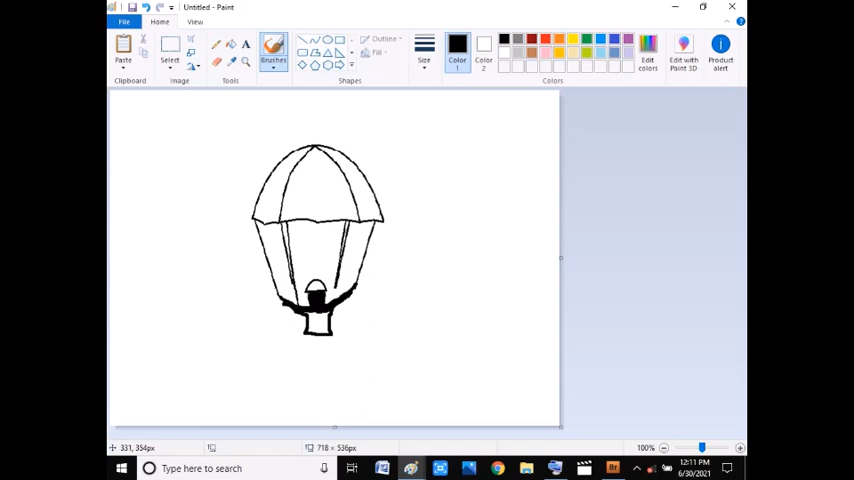 Untitled - Paint
File Home View
Paste
Select
Brushes
Outline
Fill
Size
Color 1
Color 2
Edit colors
Edit with Paint 3D
Product alert
Clipboard Image Tools Shapes Colors
331, 354px
718 × 536px
100%
Type here to search
Br
12:11 PM
6/30/2021